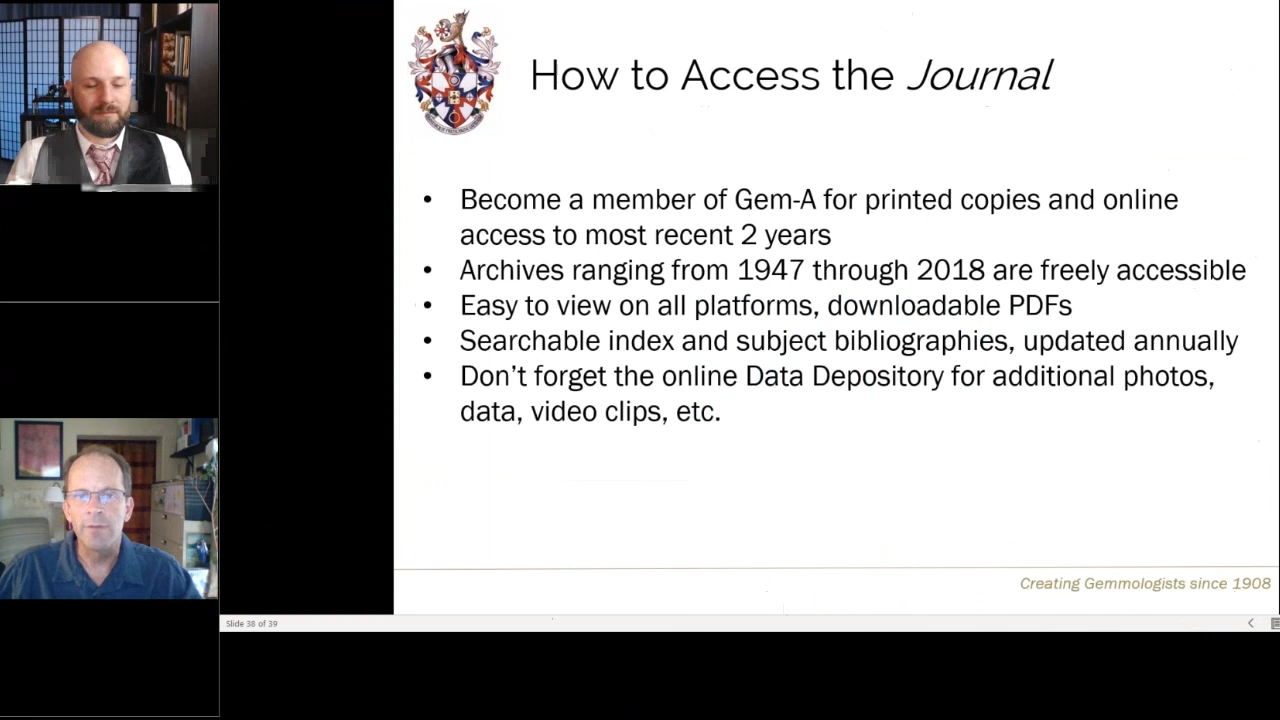 How to Access the Journal
• Become a member of Gem-A for printed copies and online
access to most recent 2 years
• Archives ranging from 1947 through 2018 are freely accessible
• Easy to view on all platforms, downloadable PDFs
• Searchable index and subject bibliographies, updated annually
• Don’t forget the online Data Depository for additional photos,
data, video clips, etc.
Creating Gemmologists since 1908
Slide 38 of 39